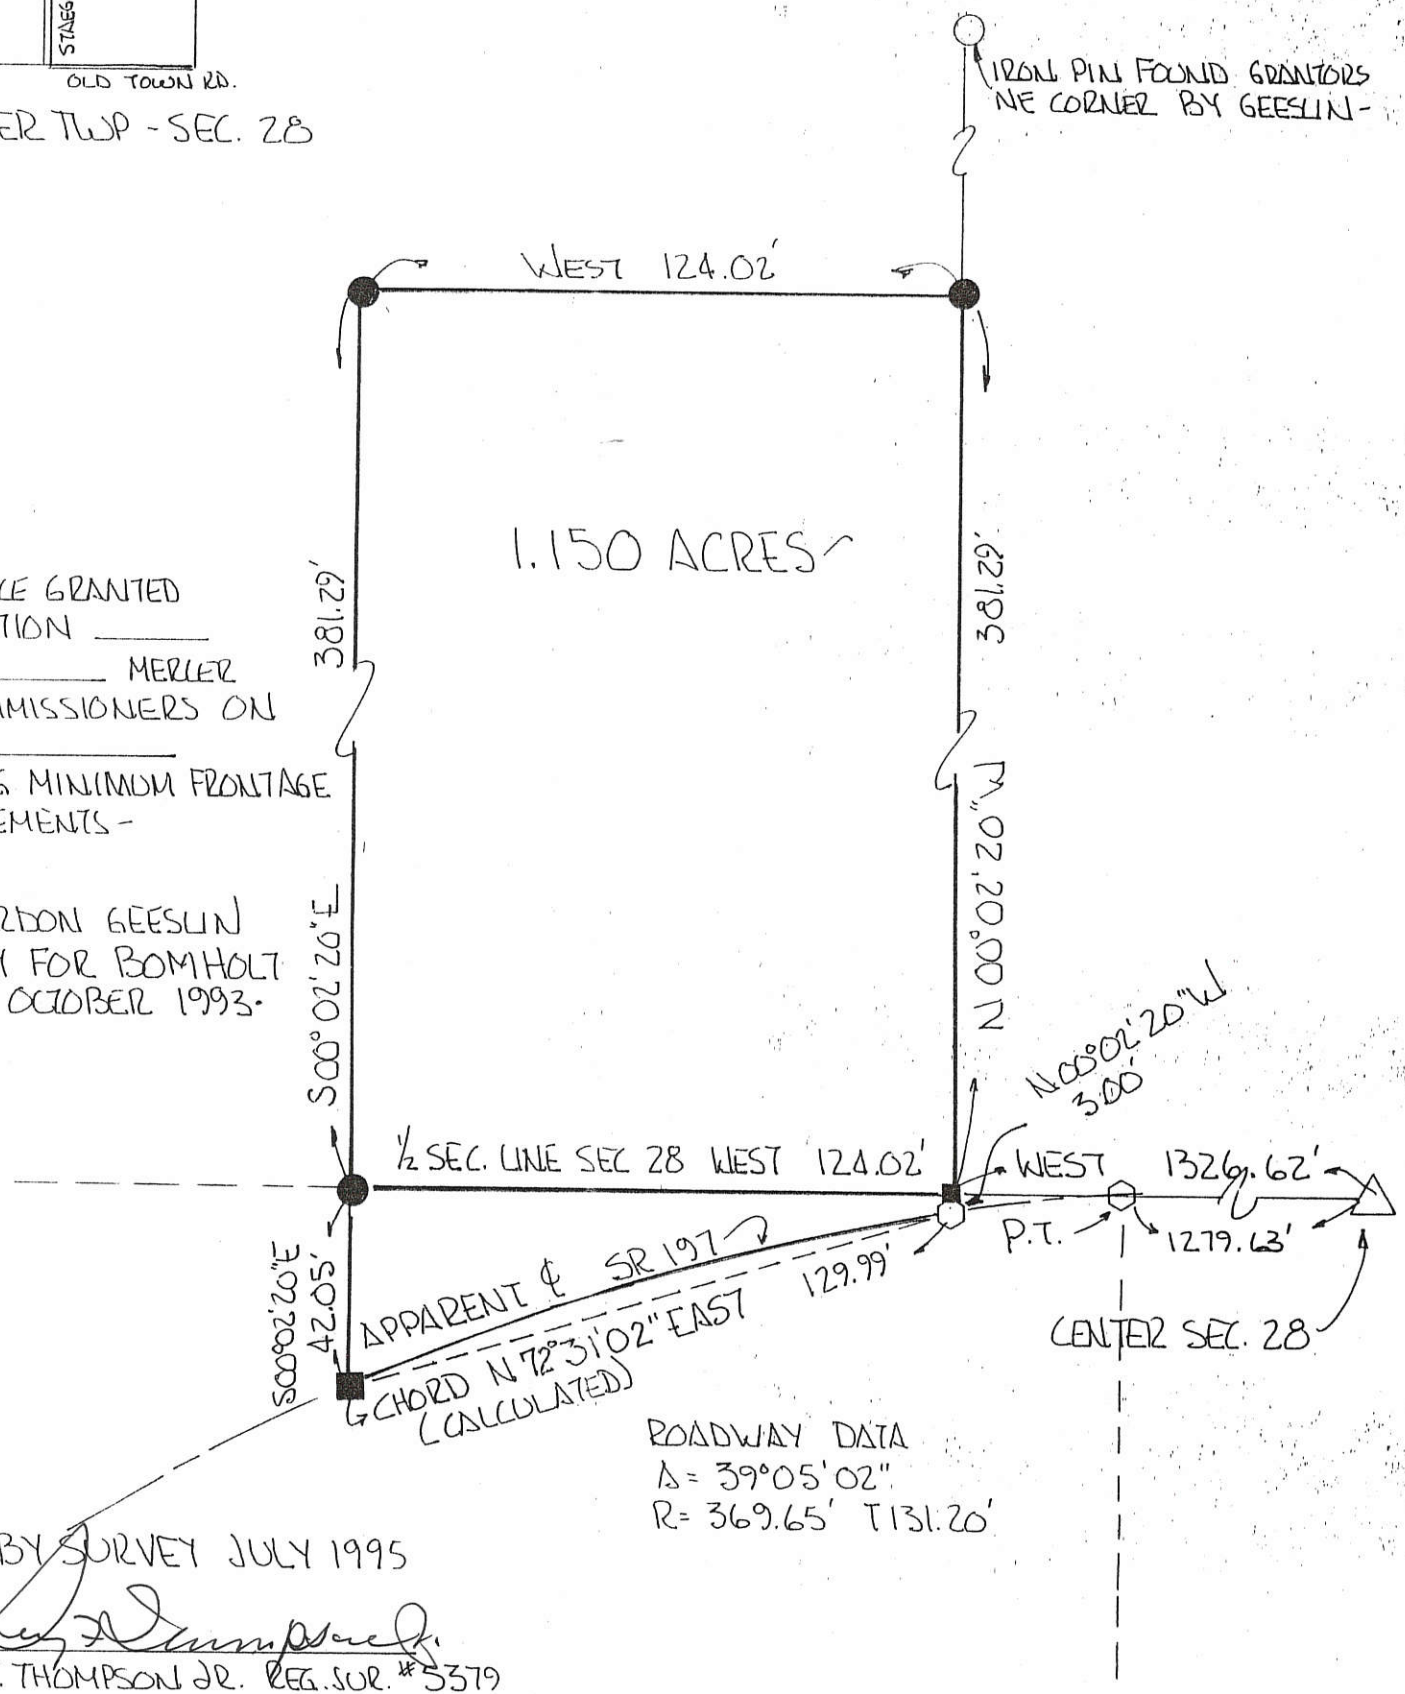 STAEG
OLD TOWN RD.
ER TWP - SEC. 28
IRON PIN FOUND GRANTORS
NE CORNER BY GEESLIN-
WEST 124.02'
1.150 ACRES
381.29'
381.29'
CE GRANTED
TION ______
______ MERCER
MMISSIONERS ON
______
G MINIMUM FRONTAGE
EMENTS -
RDON GEESLIN
Y FOR BOMHOLT
OCTOBER 1993.
S00°02'20"E
N 00°02'20"W
N00°02'20"W
3.00'
1/2 SEC. LINE SEC 28 WEST 124.02'
WEST
.62'
P.T.
1279.63'
CENTER SEC. 28
S00°02'20"E
42.05'
APPARENT ℄ SR 197
129.99'
CHORD N 72°31'02" EAST
(CALCULATED)
ROADWAY DATA
Δ = 39°05'02"
R= 369.65' T131.20'
BY SURVEY JULY 1995
. THOMPSON JR. REG. SUR. #5379